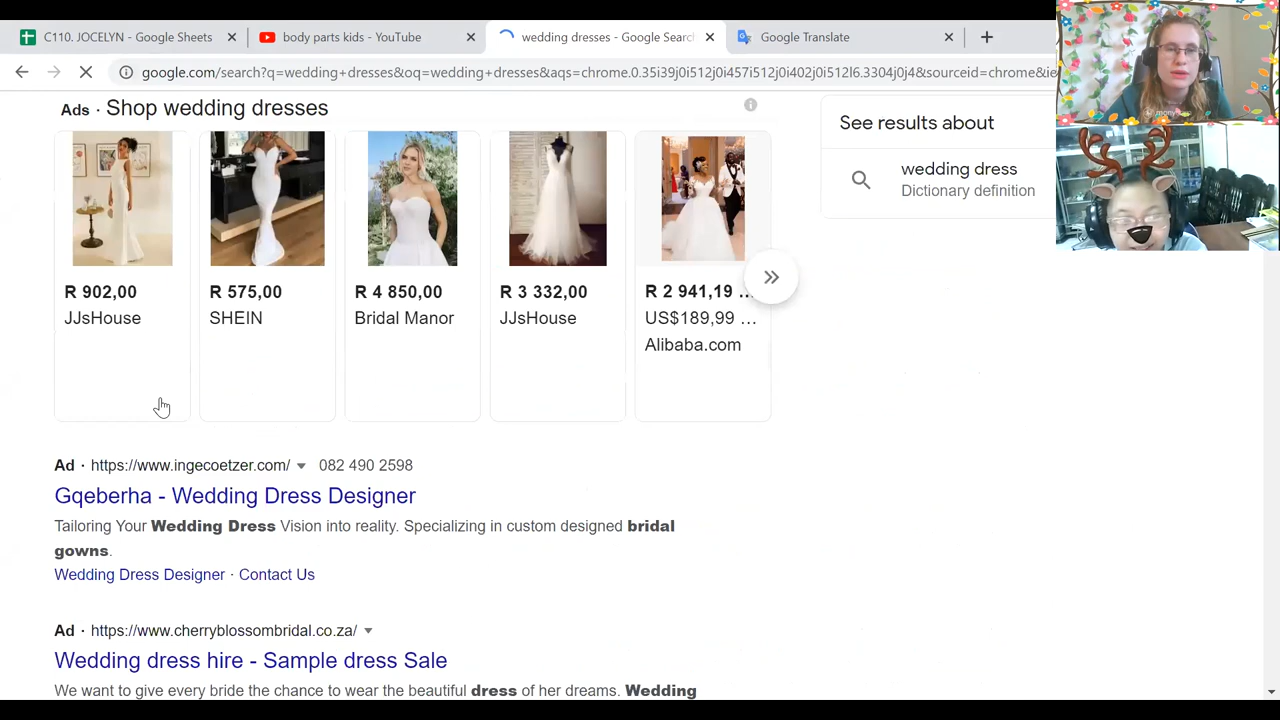 C110. JOCELYN - Google Sheets
body parts kids - YouTube
wedding dresses - Google Searc
Google Translate
google.com/search?q=wedding+dresses&oq=wedding+dresses&aqs=chrome.0.35i39j0i512j0i457i512j0i402j0i512l6.3304j0j4&sourceid=chrome&ie
Ads · Shop wedding dresses
See results about
wedding dress
Dictionary definition
R 902,00
JJsHouse
R 575,00
SHEIN
R 4 850,00
Bridal Manor
R 3 332,00
JJsHouse
R 2 941,19 ...
US$189,99 ...
Alibaba.com
Ad · https://www.ingecoetzer.com/ 082 490 2598
Gqeberha - Wedding Dress Designer
Tailoring Your Wedding Dress Vision into reality. Specializing in custom designed bridal
gowns.
Wedding Dress Designer · Contact Us
Ad · https://www.cherryblossombridal.co.za/
Wedding dress hire - Sample dress Sale
We want to give every bride the chance to wear the beautiful dress of her dreams. Wedding